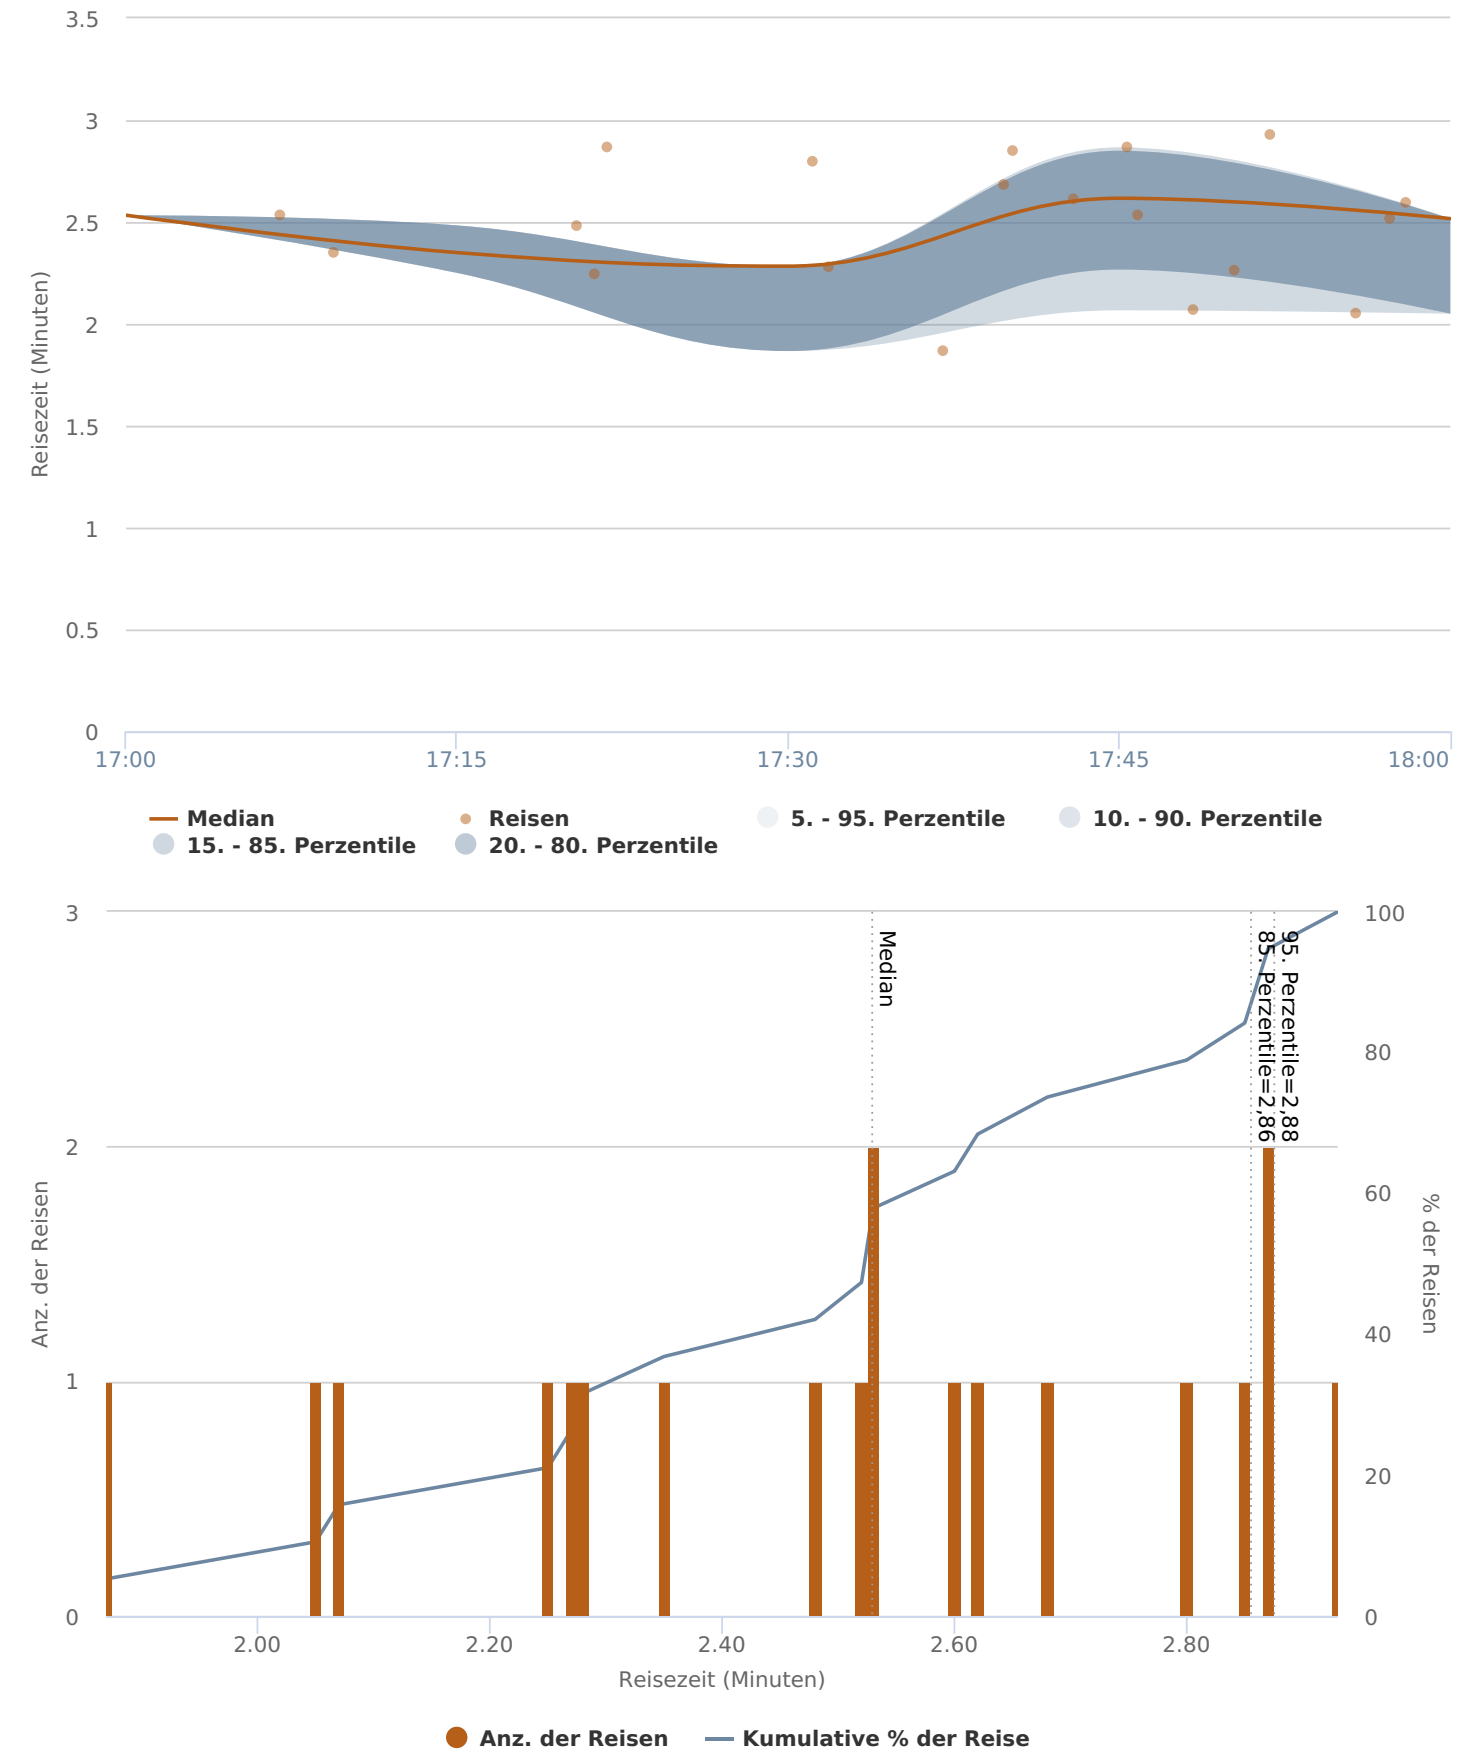 3.5
3
2.5
2
1.5
1
0.5
0
Reisezeit (Minuten)
17:00 17:15 17:30 17:45 18:00
Median Reisen 5. - 95. Perzentile 10. - 90. Perzentile
15. - 85. Perzentile 20. - 80. Perzentile
3
2
1
0
Anz. der Reisen
Median
85. Perzentile=2,86
95. Perzentile=2,88
100
80
60
40
20
0
% der Reisen
2.00 2.20 2.40 2.60 2.80
Reisezeit (Minuten)
Anz. der Reisen Kumulative % der Reise